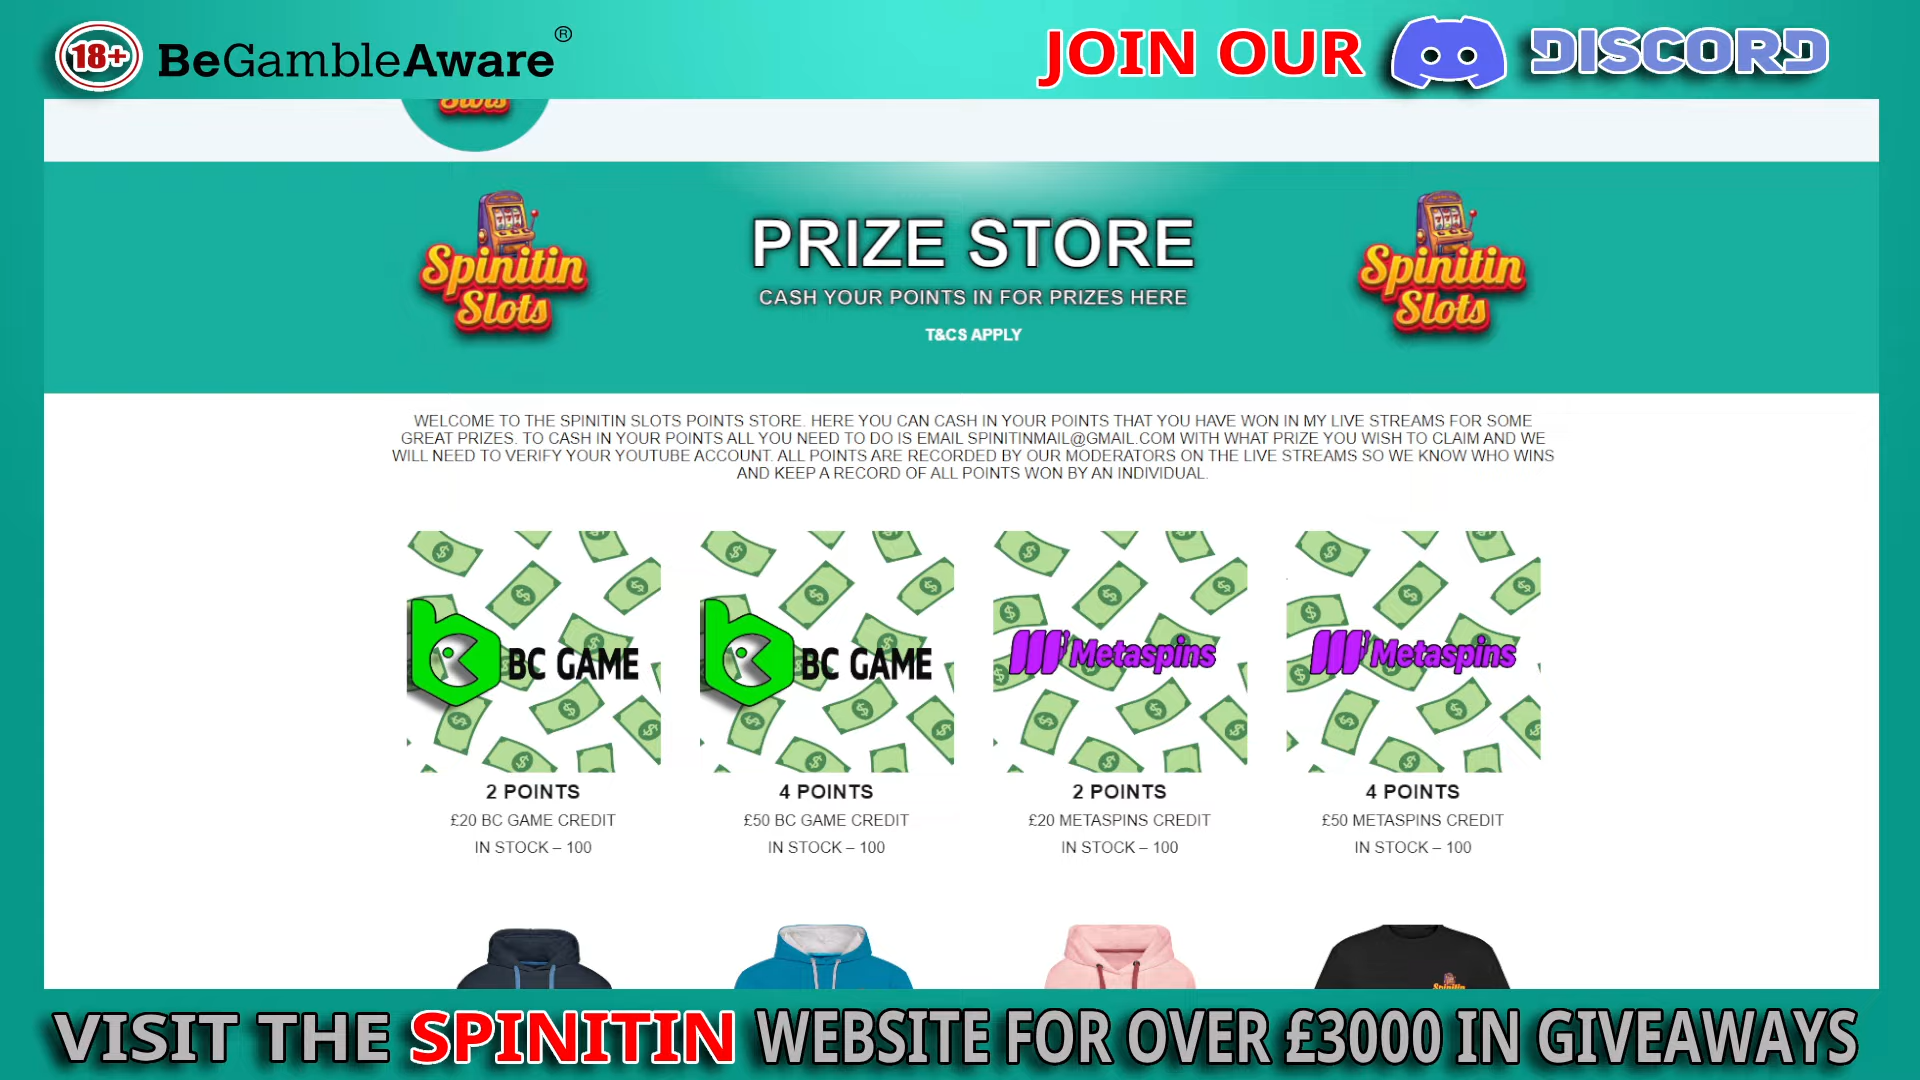 18+ BeGambleAware®
JOIN OUR DISCORD
Slots
Spinitin
Slots
PRIZE STORE
CASH YOUR POINTS IN FOR PRIZES HERE
T&CS APPLY
Spinitin
Slots
WELCOME TO THE SPINITIN SLOTS POINTS STORE. HERE YOU CAN CASH IN YOUR POINTS THAT YOU HAVE WON IN MY LIVE STREAMS FOR SOME
GREAT PRIZES. TO CASH IN YOUR POINTS ALL YOU NEED TO DO IS EMAIL SPINITINMAIL@GMAIL.COM WITH WHAT PRIZE YOU WISH TO CLAIM AND WE
WILL NEED TO VERIFY YOUR YOUTUBE ACCOUNT. ALL POINTS ARE RECORDED BY OUR MODERATORS ON THE LIVE STREAMS SO WE KNOW WHO WINS
AND KEEP A RECORD OF ALL POINTS WON BY AN INDIVIDUAL.
BC GAME
BC GAME
Metaspins
Metaspins
2 POINTS
£20 BC GAME CREDIT
IN STOCK – 100
4 POINTS
£50 BC GAME CREDIT
IN STOCK – 100
2 POINTS
£20 METASPINS CREDIT
IN STOCK – 100
4 POINTS
£50 METASPINS CREDIT
IN STOCK – 100
Spinitin
VISIT THE SPINITIN WEBSITE FOR OVER £3000 IN GIVEAWAYS